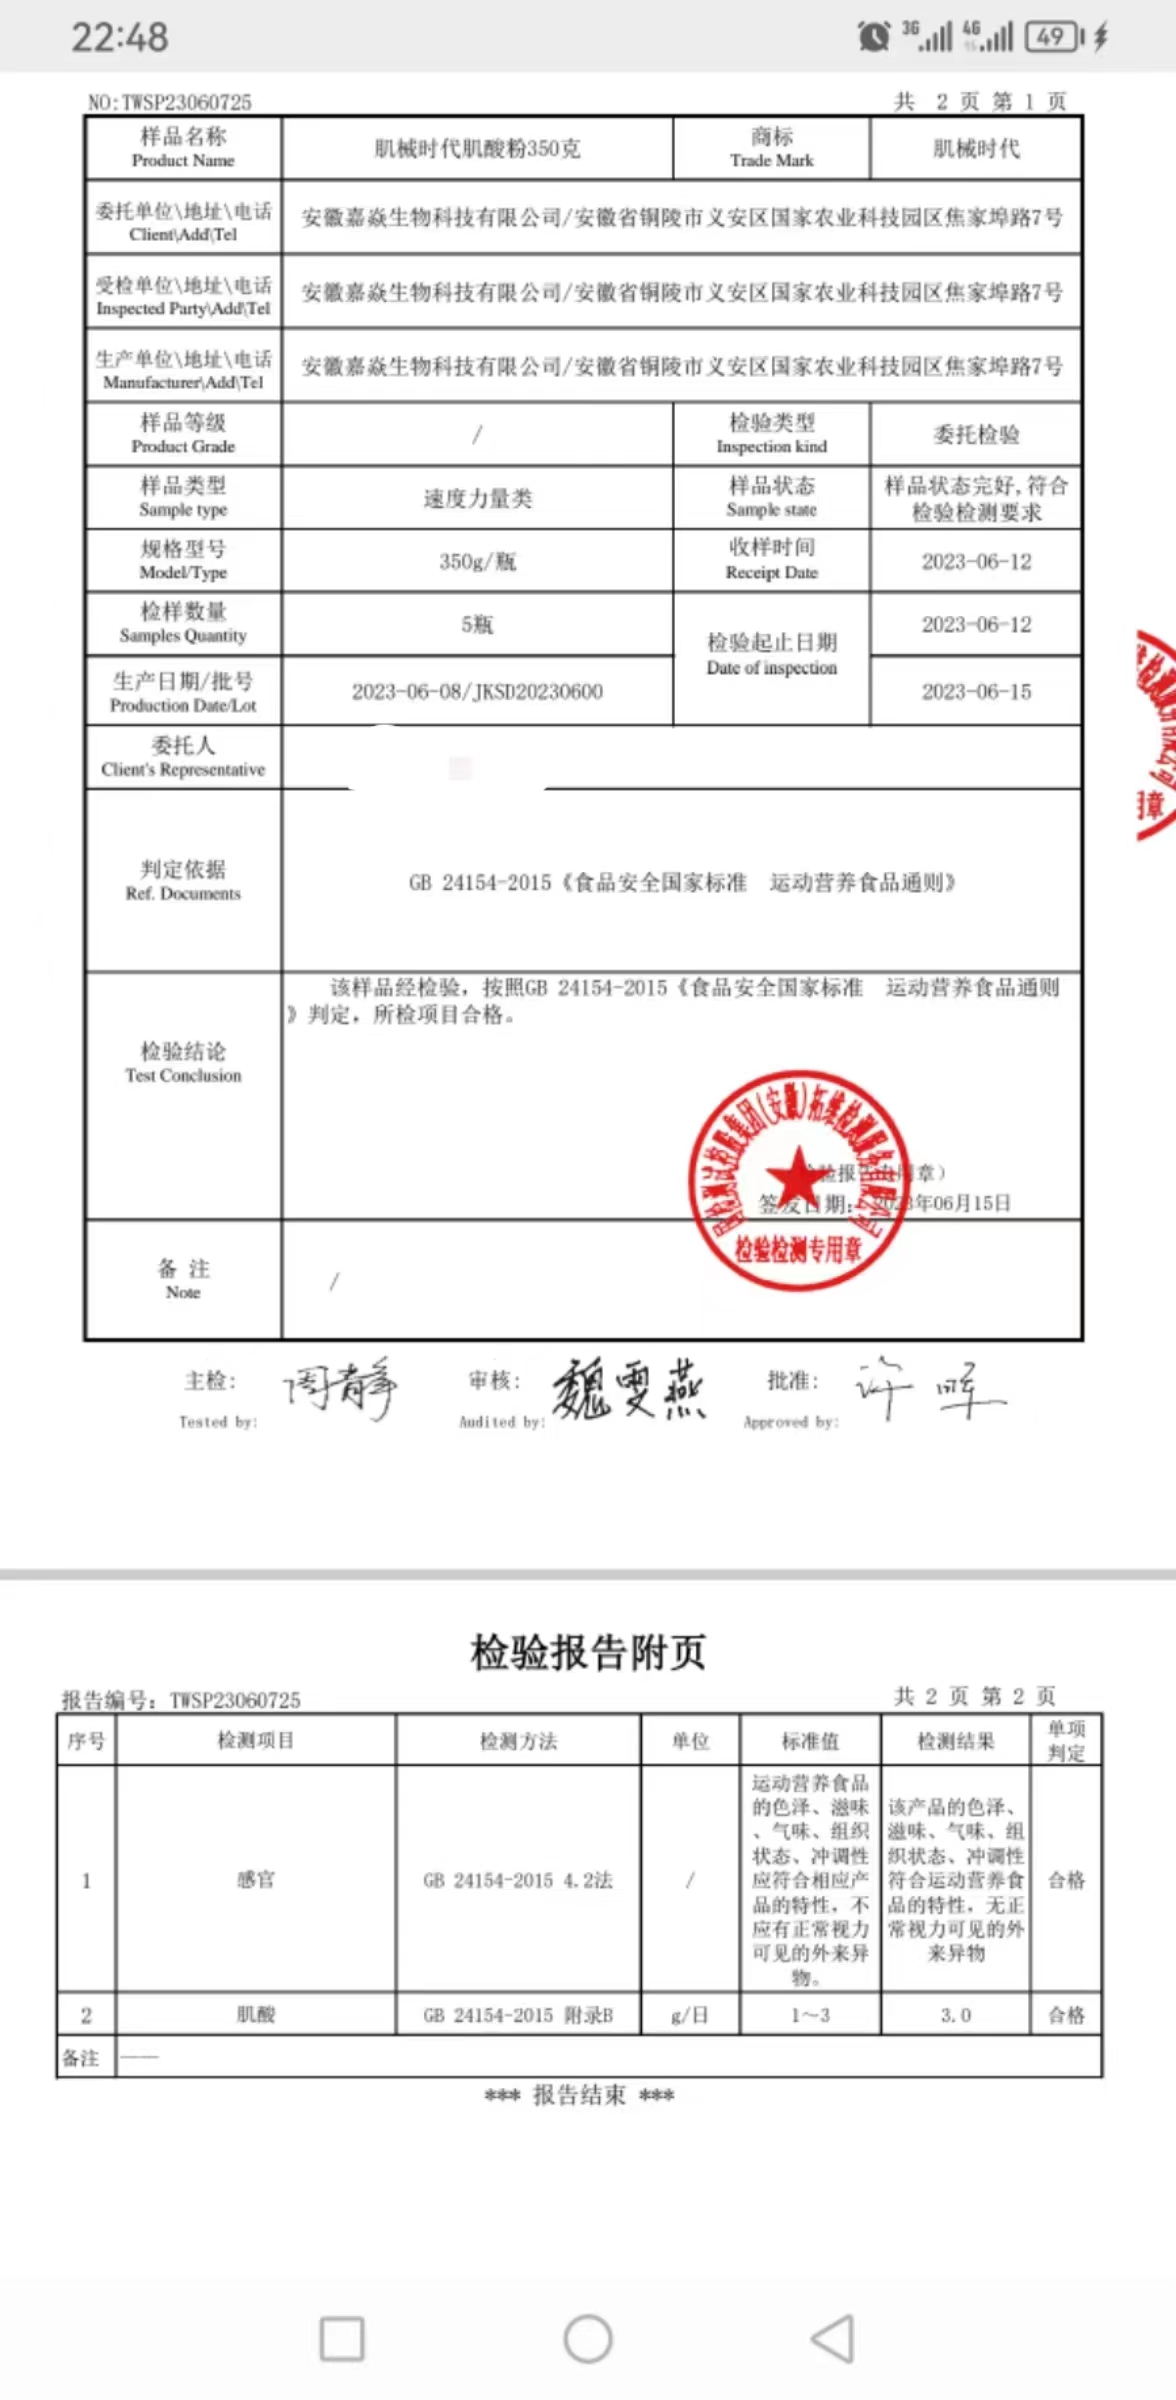 22:48
3G
4G
49
NO:TWSP23060725
共 2 页 第 1 页
样品名称
Product Name
肌械时代肌酸粉350克
商标
Trade Mark
肌械时代
委托单位\地址\电话
Client\Add\Tel
安徽嘉焱生物科技有限公司/安徽省铜陵市义安区国家农业科技园区焦家埠路7号
受检单位\地址\电话
Inspected Party\Add\Tel
安徽嘉焱生物科技有限公司/安徽省铜陵市义安区国家农业科技园区焦家埠路7号
生产单位\地址\电话
Manufacturer\Add\Tel
安徽嘉焱生物科技有限公司/安徽省铜陵市义安区国家农业科技园区焦家埠路7号
样品等级
Product Grade
/
检验类型
Inspection kind
委托检验
样品类型
Sample type
速度力量类
样品状态
Sample state
样品状态完好,符合
检验检测要求
规格型号
Model/Type
350g/瓶
收样时间
Receipt Date
2023-06-12
检样数量
Samples Quantity
5瓶
检验起止日期
Date of inspection
2023-06-12
生产日期/批号
Production Date/Lot
2023-06-08/JKSD20230600
2023-06-15
委托人
Client's Representative
判定依据
Ref. Documents
GB 24154-2015《食品安全国家标准 运动营养食品通则》
检验结论
Test Conclusion
该样品经检验，按照GB 24154-2015《食品安全国家标准 运动营养食品通则
》判定，所检项目合格。
签发日期：2023年06月15日
检验检测专用章
备 注
Note
/
主检：
周静
Tested by:
审核：
魏雯燕
Audited by:
批准：
Approved by:
检验报告附页
报告编号：TWSP23060725
共 2 页 第 2 页
序号
检测项目
检测方法
单位
标准值
检测结果
单项
判定
1
感官
GB 24154-2015 4.2法
/
运动营养食品
的色泽、滋味
、气味、组织
状态、冲调性
应符合相应产
品的特性，不
应有正常视力
可见的外来异
物。
该产品的色泽、
滋味、气味、组
织状态、冲调性
符合运动营养食
品的特性，无正
常视力可见的外
来异物
合格
2
肌酸
GB 24154-2015 附录B
g/日
1～3
3.0
合格
备注
——
*** 报告结束 ***